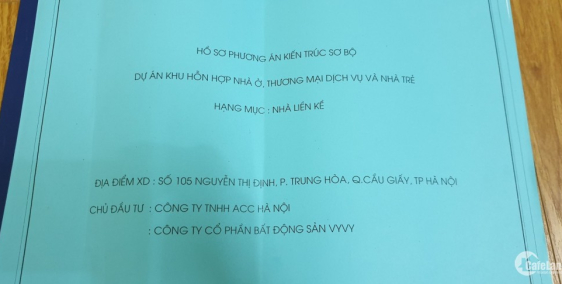 HỒ SƠ PHƯƠNG ÁN KIẾN TRÚC SƠ BỘ
DỰ ÁN KHU HỖN HỢP NHÀ Ở, THƯƠNG MẠI DỊCH VỤ VÀ NHÀ TRẺ
HẠNG MỤC : NHÀ LIỀN KỀ
ĐỊA ĐIỂM XD : SỐ 105 NGUYỄN THỊ ĐỊNH, P. TRUNG HÒA, Q.CẦU GIẤY, TP HÀ NỘI
CHỦ ĐẦU TƯ : CÔNG TY TNHH ACC HÀ NỘI
: CÔNG TY CỔ PHẦN BẤT ĐỘNG SẢN VYVY